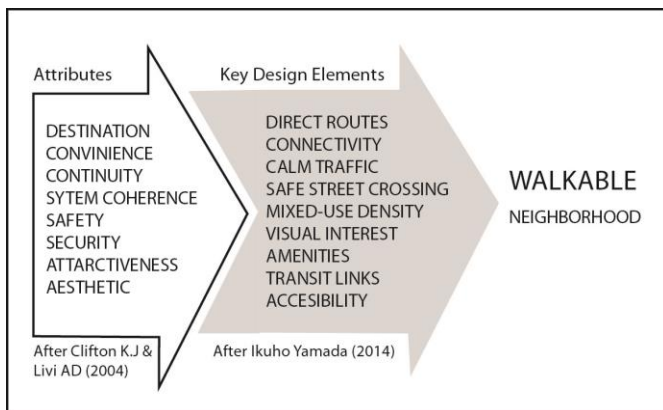 Attributes
DESTINATION
CONVINIENCE
CONTINUITY
SYTEM COHERENCE
SAFETY
SECURITY
ATTARCTIVENESS
AESTHETIC
After Clifton K.J &
Livi AD (2004)
Key Design Elements
DIRECT ROUTES
CONNECTIVITY
CALM TRAFFIC
SAFE STREET CROSSING
MIXED-USE DENSITY
VISUAL INTEREST
AMENITIES
TRANSIT LINKS
ACCESIBILITY
After Ikuho Yamada (2014)
WALKABLE
NEIGHBORHOOD